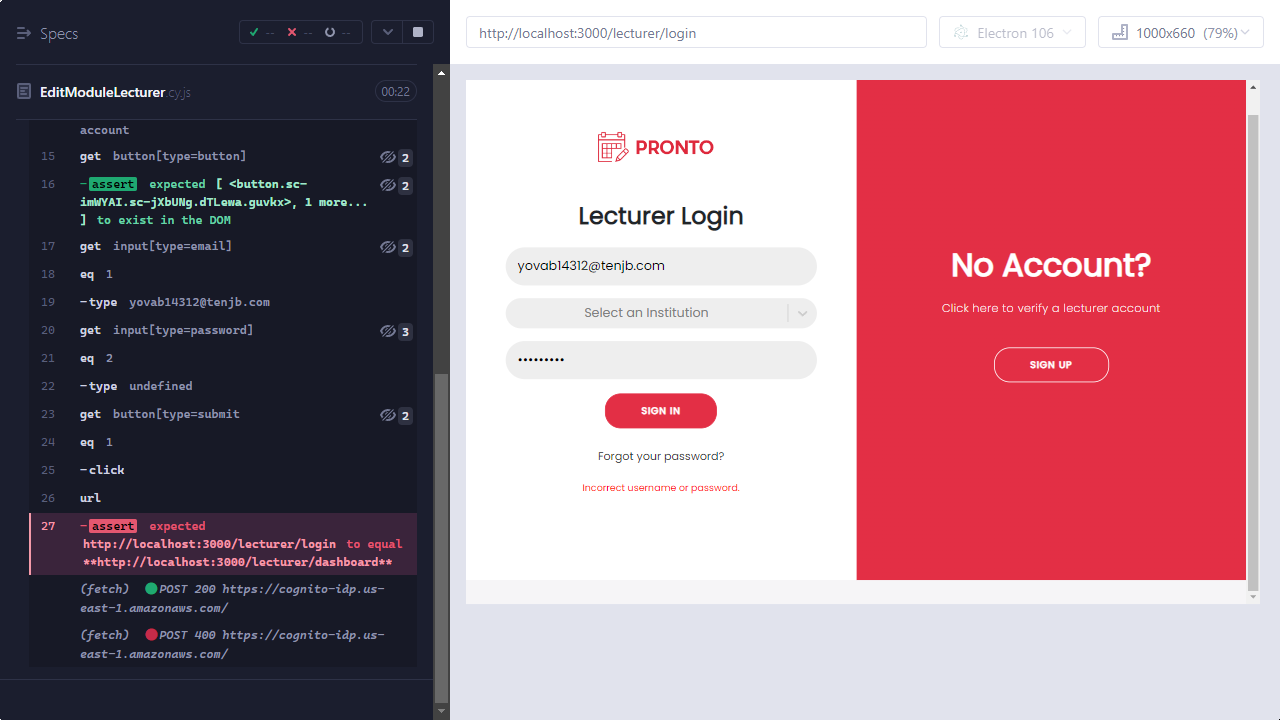 Specs
--
--
--
http://localhost:3000/lecturer/login
Electron 106
1000x660 (79%)
EditModuleLecturer.cy.js
00:22
account
15 get button[type=button] 2
16 -assert expected [ <button.sc-
imWYAI.sc-jXbUNg.dTLewa.guvkx>, 1 more...
] to exist in the DOM
2
17 get input[type=email] 2
18 eq 1
19 -type yovab14312@tenjb.com
20 get input[type=password] 3
21 eq 2
22 -type undefined
23 get button[type=submit 2
24 eq 1
25 -click
26 url
27 -assert expected
http://localhost:3000/lecturer/login to equal
**http://localhost:3000/lecturer/dashboard**
(fetch) POST 200 https://cognito-idp.us-
east-1.amazonaws.com/
(fetch) POST 400 https://cognito-idp.us-
east-1.amazonaws.com/
PRONTO
Lecturer Login
yovab14312@tenjb.com
Select an Institution
•••••••••
SIGN IN
Forgot your password?
Incorrect username or password.
No Account?
Click here to verify a lecturer account
SIGN UP